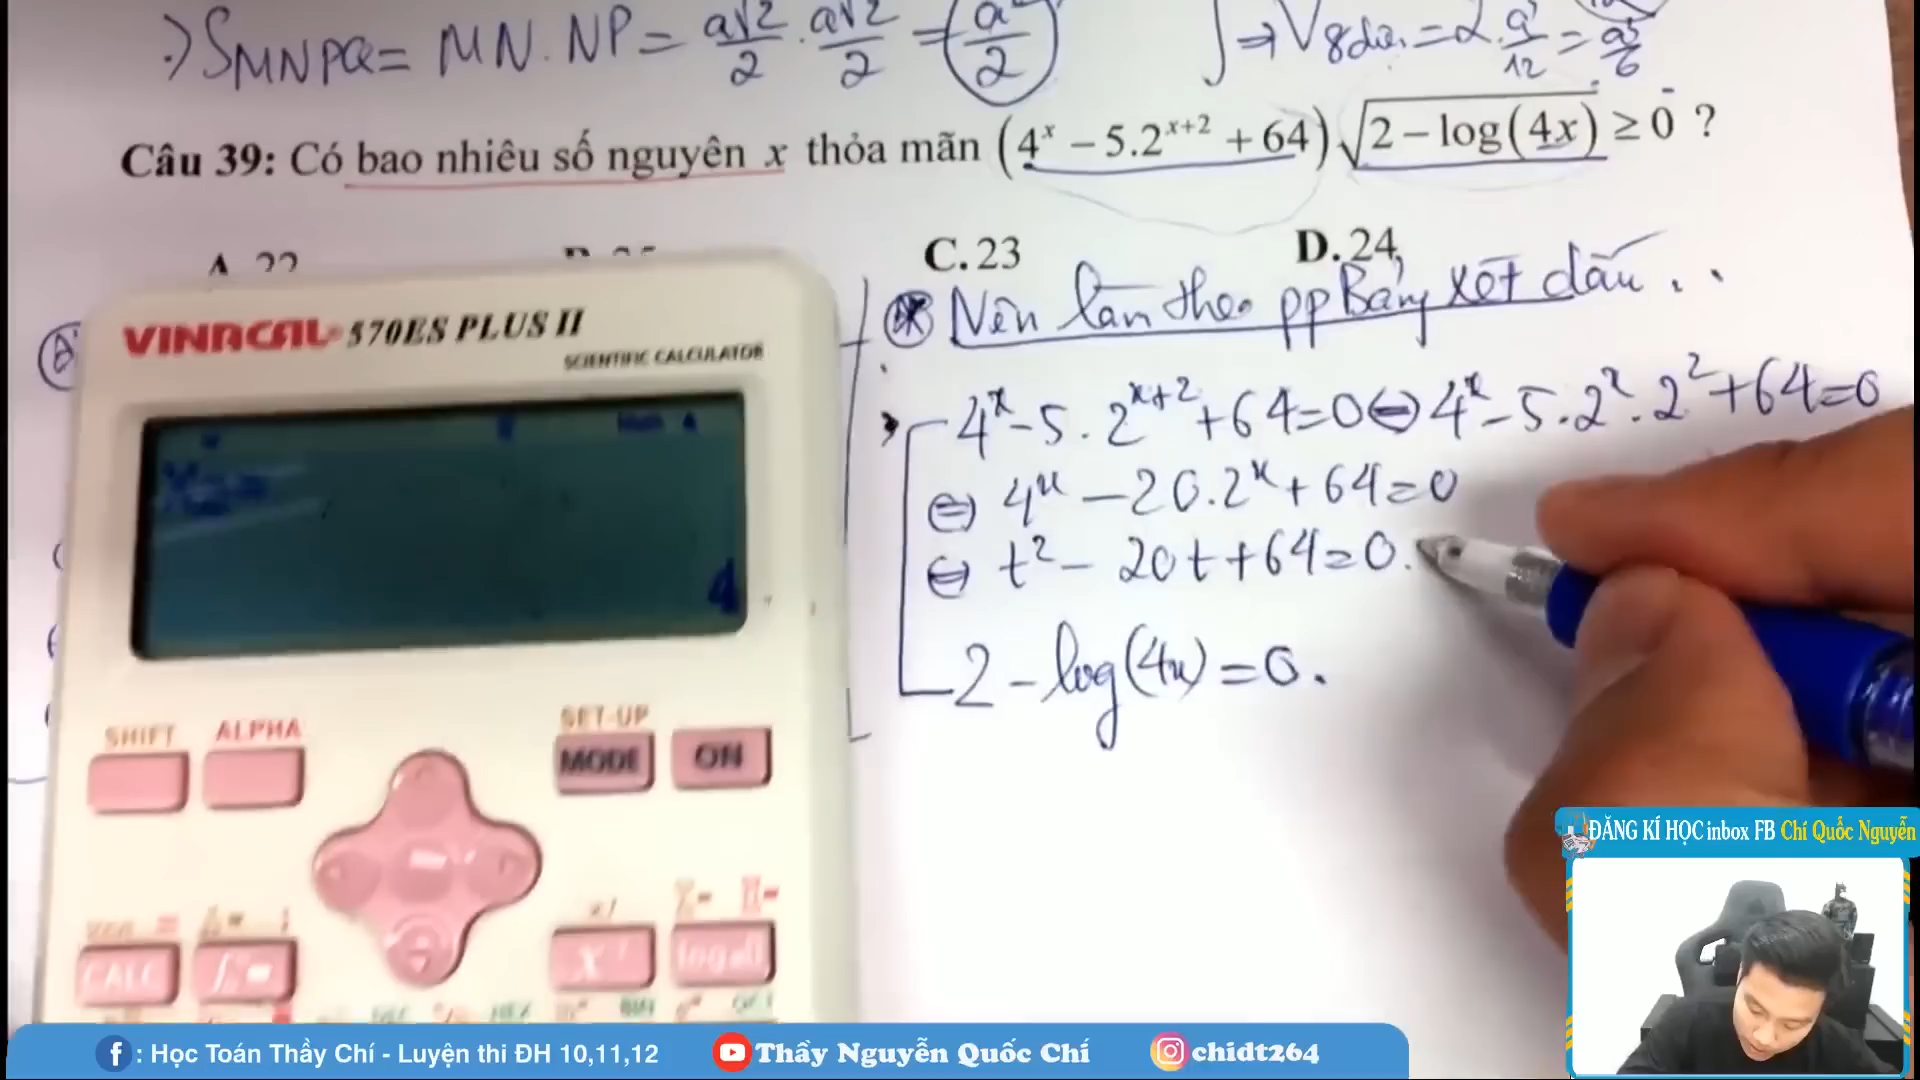 ⇒ S_MNPQ = MN . NP = a√2/2 . a√2/2 = a²/2
⇒ V = 2 . /12 = /6
Câu 39: Có bao nhiêu số nguyên x thỏa mãn (4^x − 5.2^(x+2) + 64) √(2 − log(4x)) ≥ 0 ?
C. 23 D. 24
Nên làm theo pp Bảng xét dấu . .
4^x − 5 . 2^(x+2) + 64 = 0 ⇔ 4^x − 5 . 2^x . 2^2 + 64 = 0
⇔ 4^x − 20 . 2^x + 64 = 0
⇔ t^2 − 20t + 64 = 0 .
2 − log(4x) = 0 .
VINACAL 570ES PLUS II
SCIENTIFIC CALCULATOR
Math
4
SHIFT ALPHA
SET-UP
MODE ON
CALC
ĐĂNG KÍ HỌC inbox FB Chí Quốc Nguyễn
: Học Toán Thầy Chí - Luyện thi ĐH 10,11,12 Thầy Nguyễn Quốc Chí chidt264